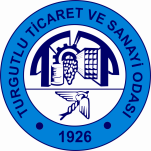 TURGUTLU TİCARET VE SANAYİ ODASI
1926